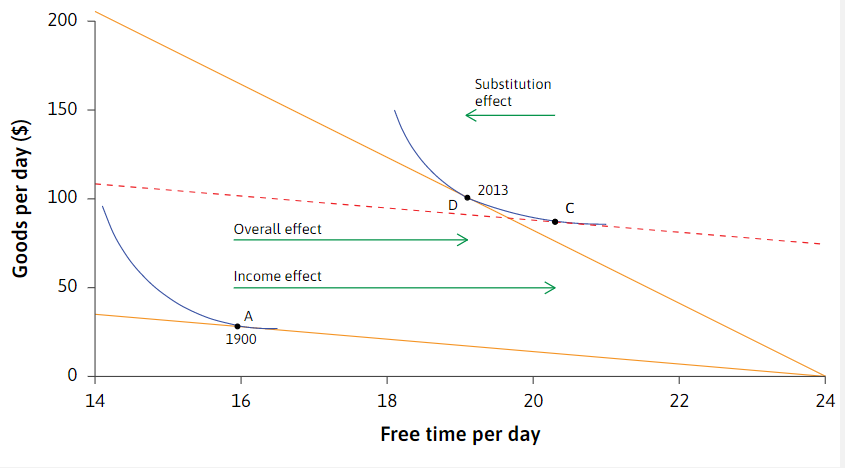 200
150
100
50
0
Goods per day ($)
Substitution
effect
2013
D
C
Overall effect
Income effect
A
1900
14
16
18
20
22
24
Free time per day